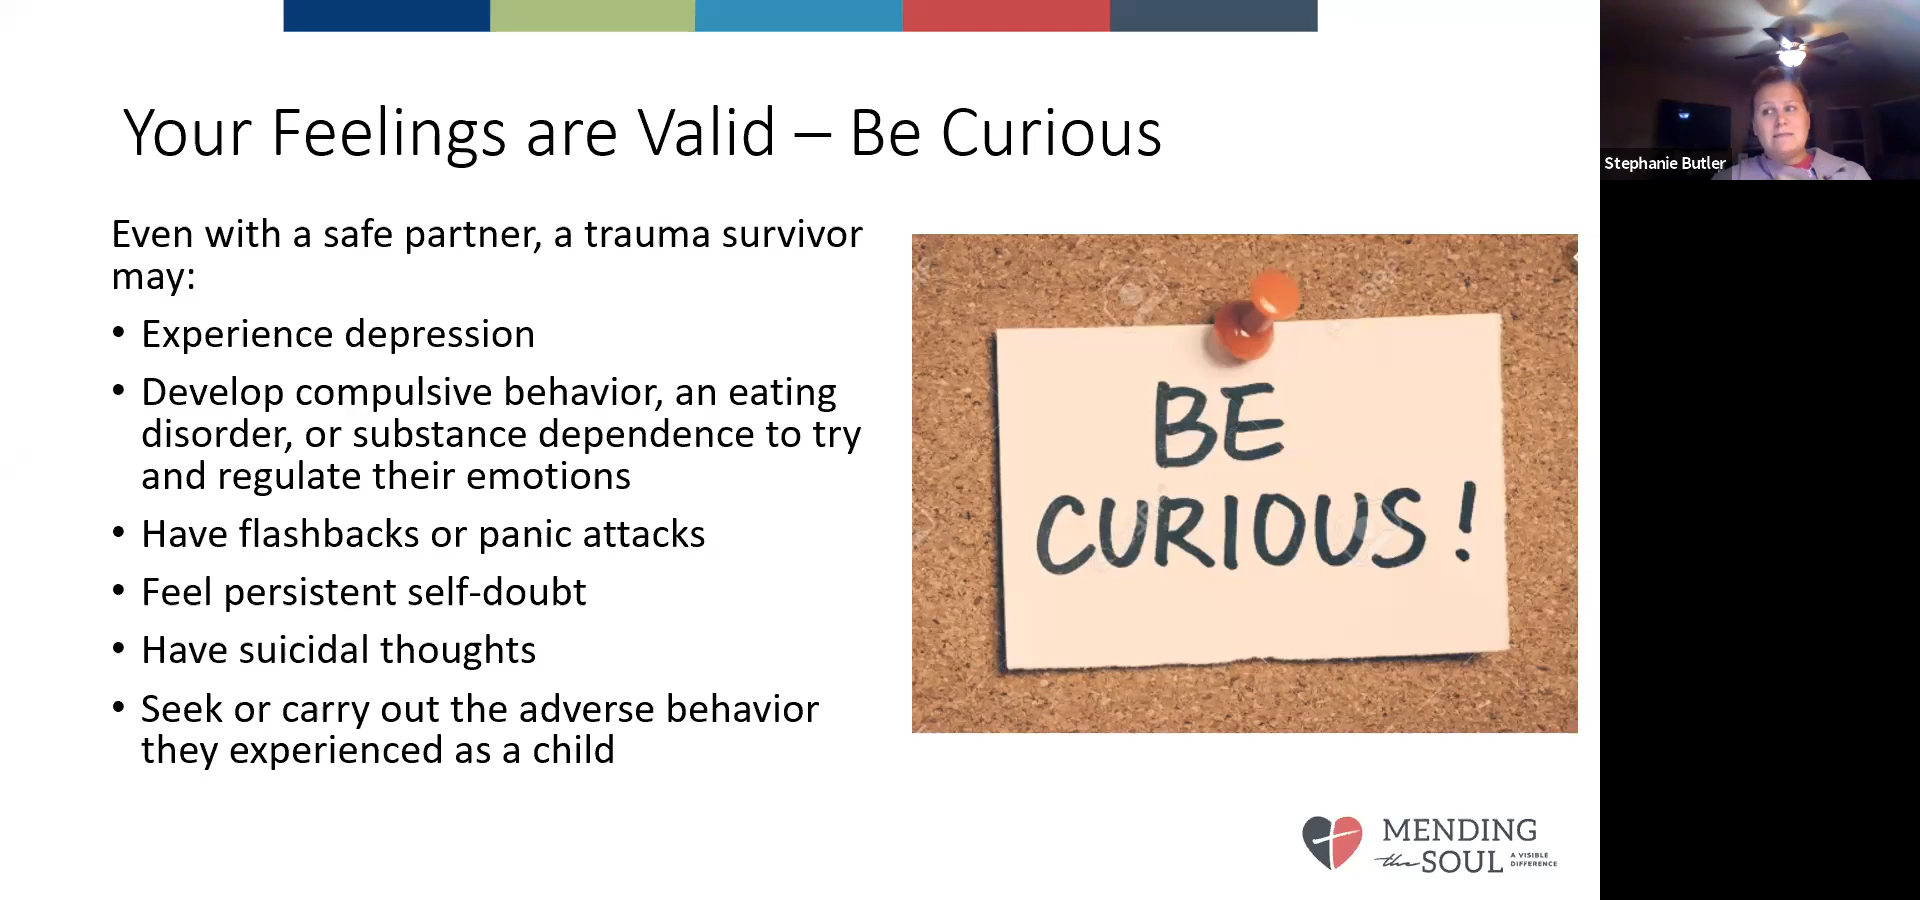 Your Feelings are Valid – Be Curious
Stephanie Butler
Even with a safe partner, a trauma survivor
may:
• Experience depression
• Develop compulsive behavior, an eating
disorder, or substance dependence to try
and regulate their emotions
• Have flashbacks or panic attacks
• Feel persistent self-doubt
• Have suicidal thoughts
• Seek or carry out the adverse behavior
they experienced as a child
BE
CURIOUS!
MENDING
the SOUL
A VISIBLE
DIFFERENCE